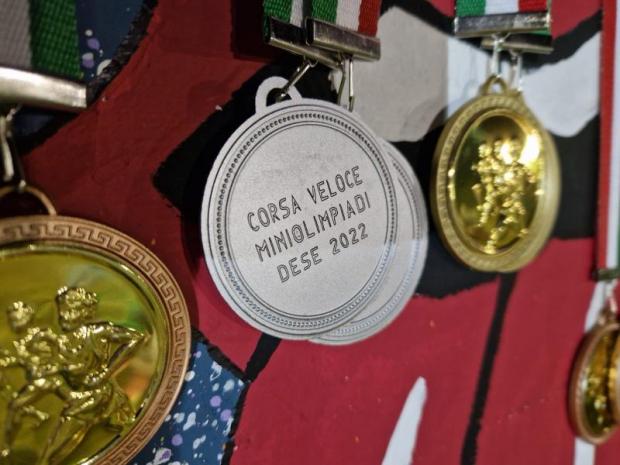 CORSA VELOCE
MINIOLIMPIADI
DESE 2022